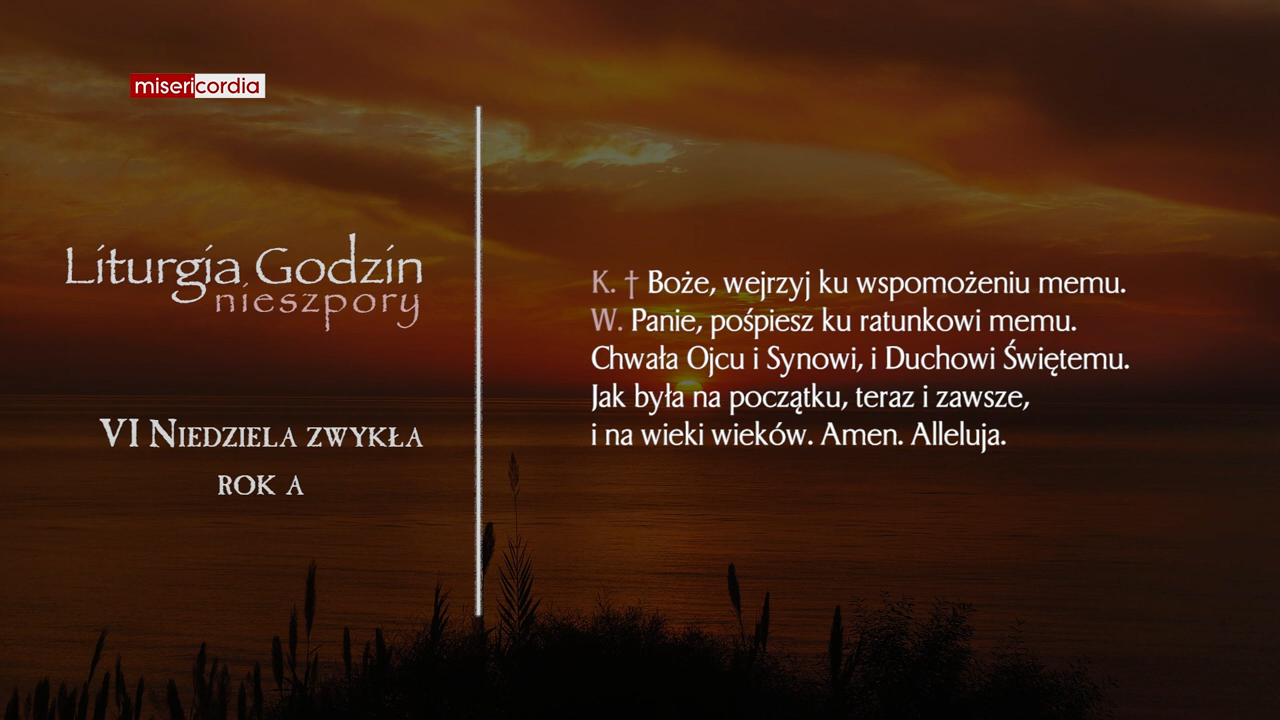 misericordia
Liturgia Godzin
nieszpory
VI Niedziela zwykła
rok A
K. † Boże, wejrzyj ku wspomożeniu memu.
W. Panie, pośpiesz ku ratunkowi memu.
Chwała Ojcu i Synowi, i Duchowi Świętemu.
Jak była na początku, teraz i zawsze,
i na wieki wieków. Amen. Alleluja.